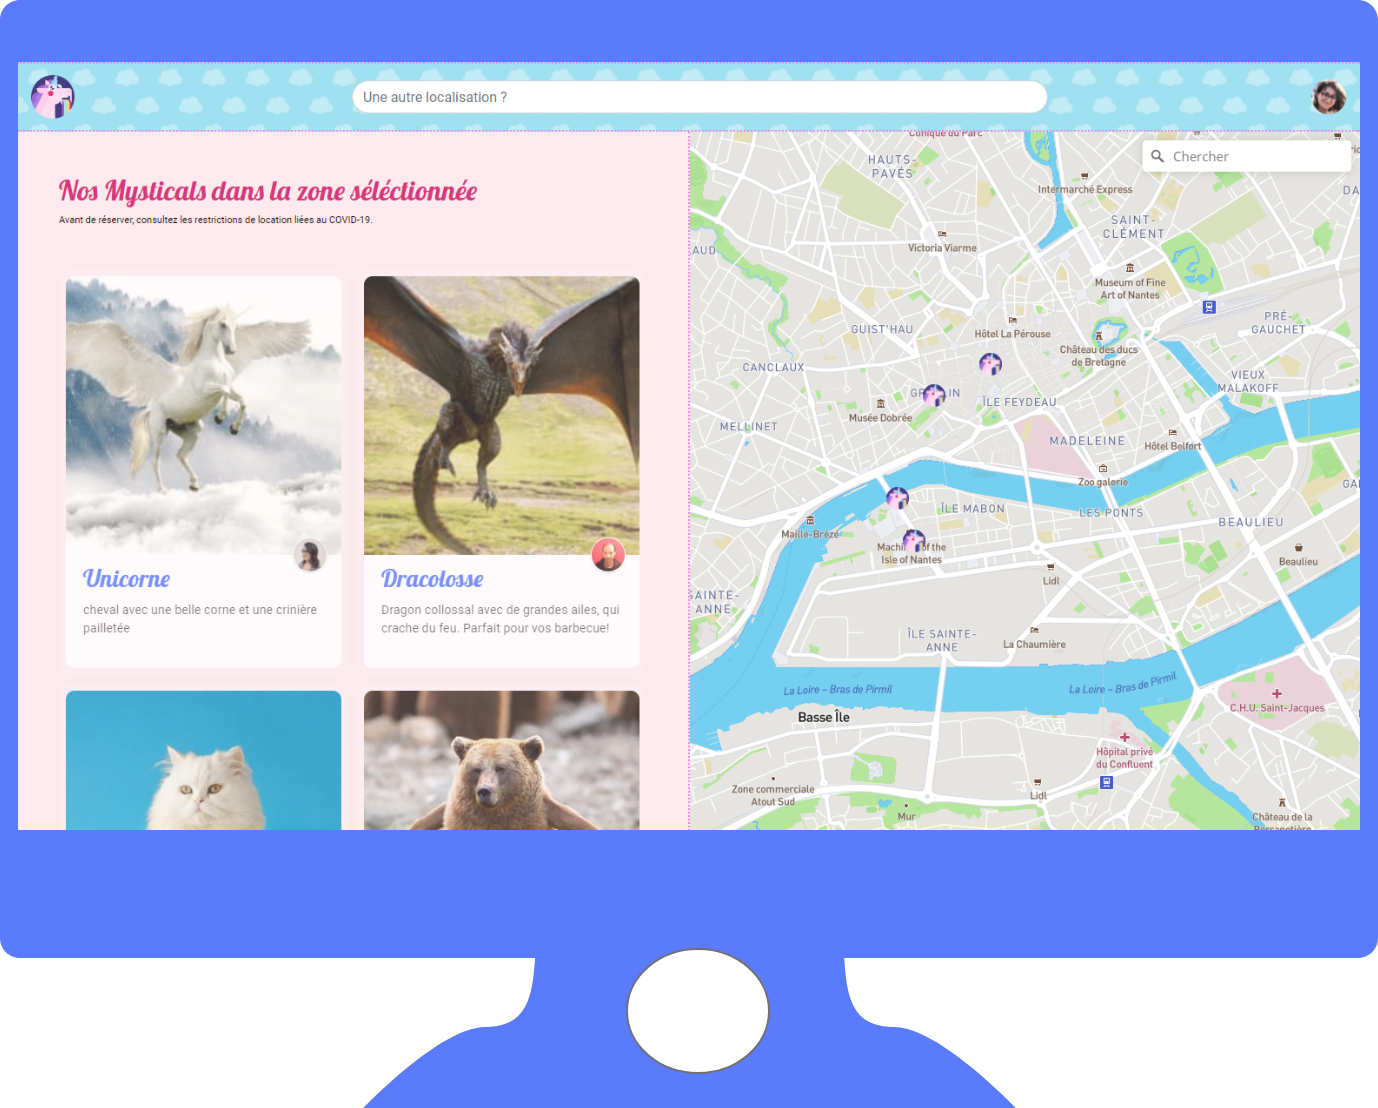 Une autre localisation ?
Nos Mysticals dans la zone séléctionnée
Avant de réserver, consultez les restrictions de location liées au COVID-19.
Unicorne
cheval avec une belle corne et une crinière
pailletée
Dracolosse
Dragon collossal avec de grandes ailes, qui
crache du feu. Parfait pour vos barbecue!
Clinique du Parc
Chercher
HAUTS-
PAVÉS
Intermarché Express
SAINT-
CLÉMENT
Victoria Viarme
Museum of Fine
Art of Nantes
GUIST'HAU
Hôtel La Pérouse
PRÉ-
GAUCHET
Château des ducs
de Bretagne
CANCLAUX
VIEUX
MALAKOFF
ÎLE FEYDEAU
Musée Dobrée
MELLINET
MADELEINE
Hôtel Belfort
Zoo galerie
ÎLE MABON
LES PONTS
BEAULIEU
Maille-Brézé
of the
Isle of Nantes
Beaulieu
Lidl
SAINTE-
ANNE
ÎLE SAINTE-
ANNE
La Chaumière
La Loire – Bras de Pirmil
La Loire – Bras de Pirmil
C.H.U. Saint-Jacques
Basse Île
Hôpital privé
du Confluent
Zone commerciale
Atout Sud
Lidl
Mur
Château de la